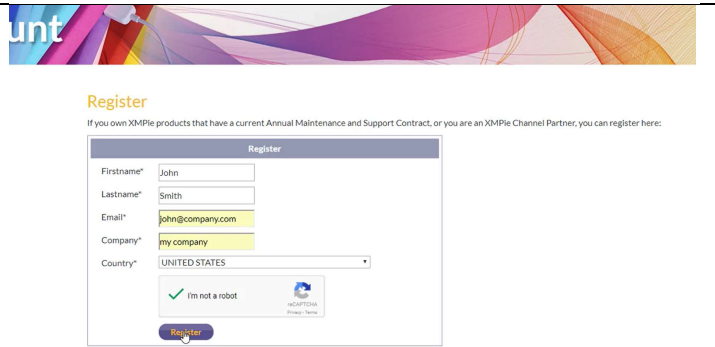 unt
Register
If you own XMPie products that have a current Annual Maintenance and Support Contract, or you are an XMPie Channel Partner, you can register here:
Register
Firstname* John
Lastname* Smith
Email* john@company.com
Company* my company
Country* UNITED STATES
I'm not a robot
reCAPTCHA
Privacy - Terms
Register